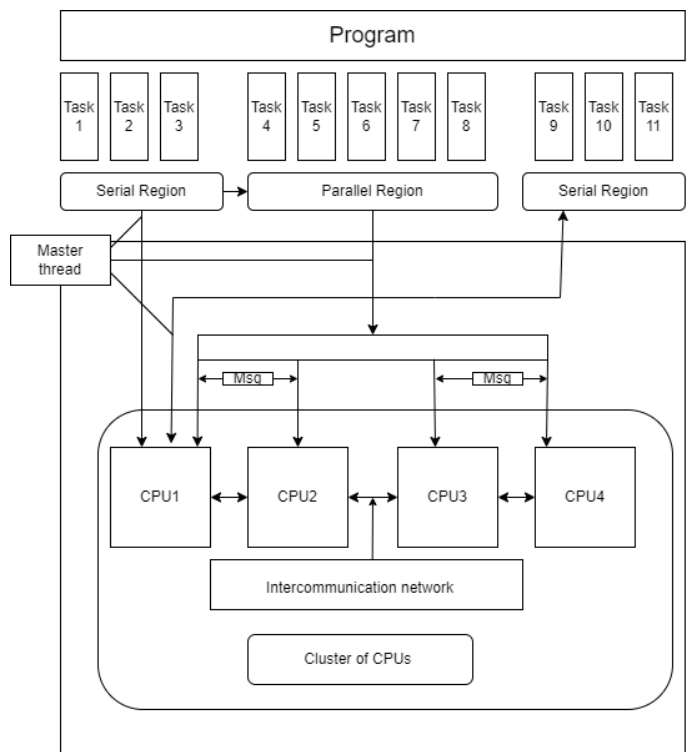 Program
Task
1
Task
2
Task
3
Task
4
Task
5
Task
6
Task
7
Task
8
Task
9
Task
10
Task
11
Serial Region
Parallel Region
Serial Region
Master
thread
Msg
Msg
CPU1
CPU2
CPU3
CPU4
Intercommunication network
Cluster of CPUs